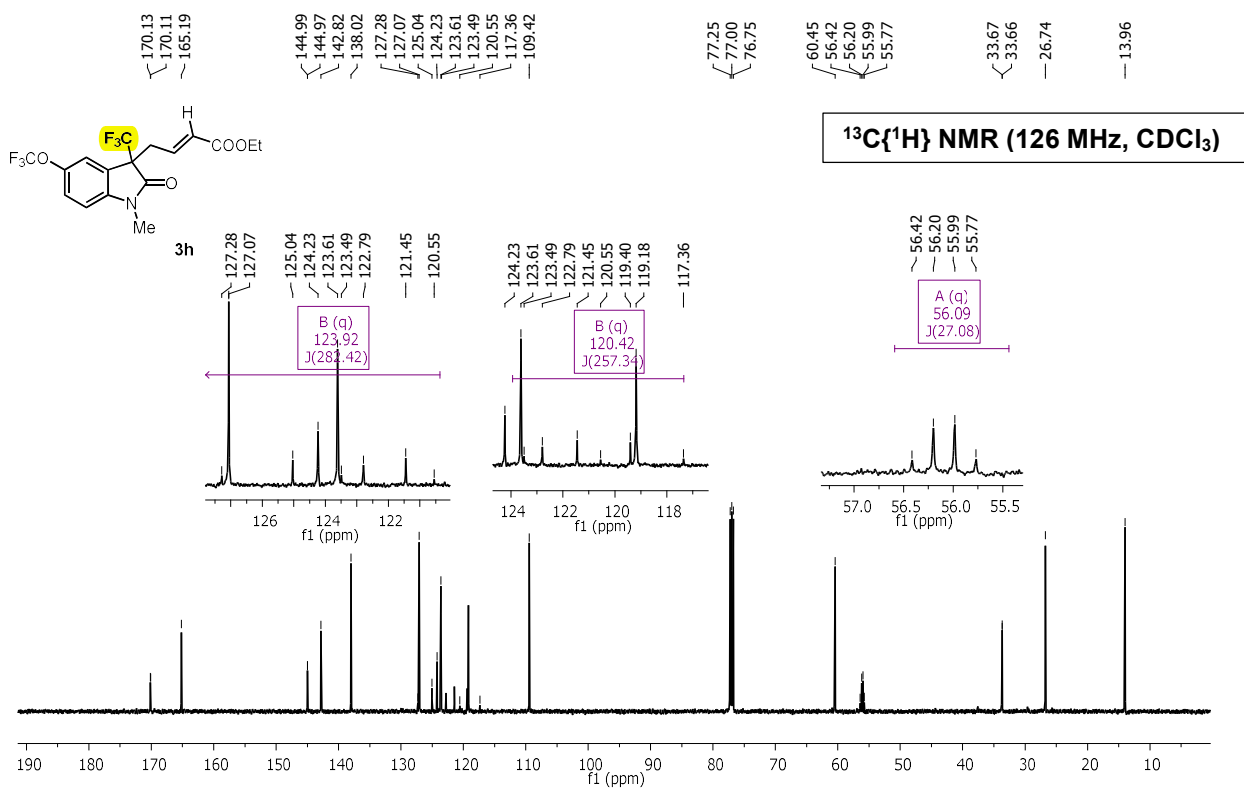 170.13
170.11
165.19
144.99
144.97
142.82
138.02
127.28
127.07
125.04
124.23
123.61
123.49
120.55
117.36
109.42
77.25
77.00
76.75
60.45
56.42
56.20
55.99
55.77
33.67
33.66
26.74
13.96
¹³C{¹H} NMR (126 MHz, CDCl₃)
H
F₃C
COOEt
F₃C
O
O
N
Me
3h
127.28
127.07
125.04
124.23
123.61
123.49
122.79
121.45
120.55
B (q)
123.92
J(282.42)
126 124 122
f1 (ppm)
124.23
123.61
123.49
122.79
121.45
120.55
119.40
119.18
117.36
B (q)
120.42
J(257.34)
124 122 120 118
f1 (ppm)
56.42
56.20
55.99
55.77
A (q)
56.09
J(27.08)
57.0 56.5 56.0 55.5
f1 (ppm)
190 180 170 160 150 140 130 120 110 100 90 80 70 60 50 40 30 20 10
f1 (ppm)